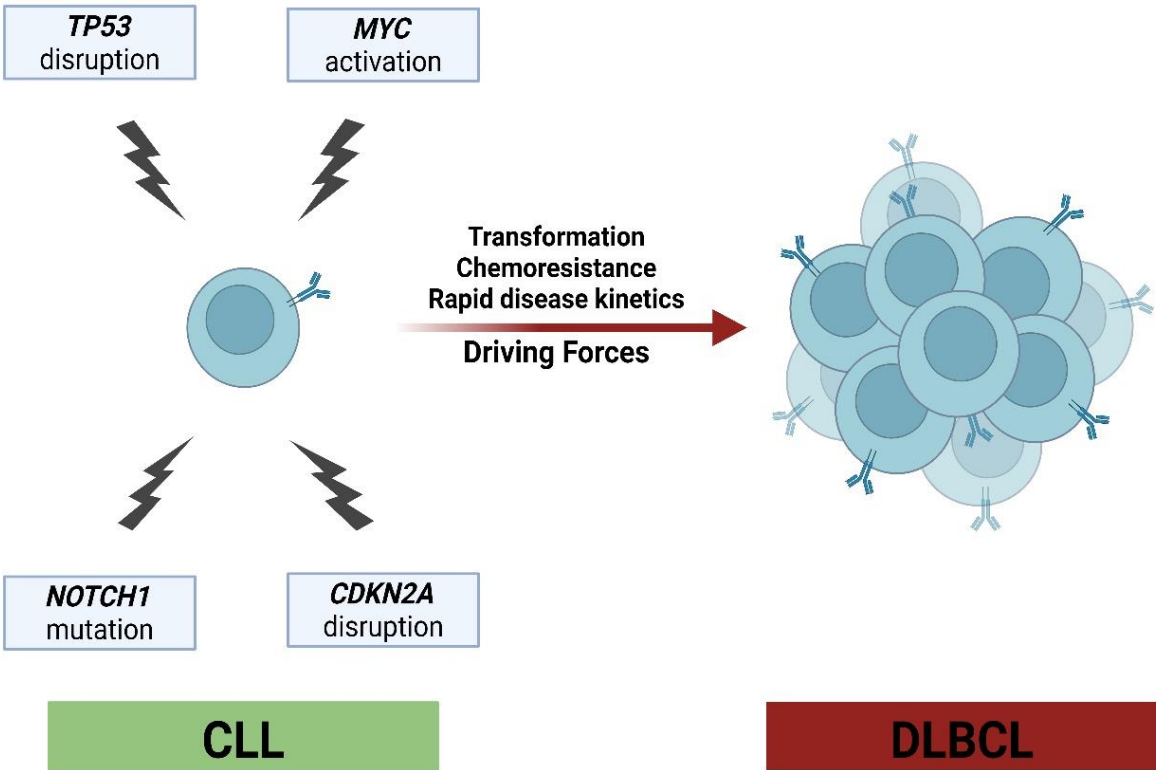 TP53
disruption
MYC
activation
Transformation
Chemoresistance
Rapid disease kinetics
Driving Forces
NOTCH1
mutation
CDKN2A
disruption
CLL
DLBCL